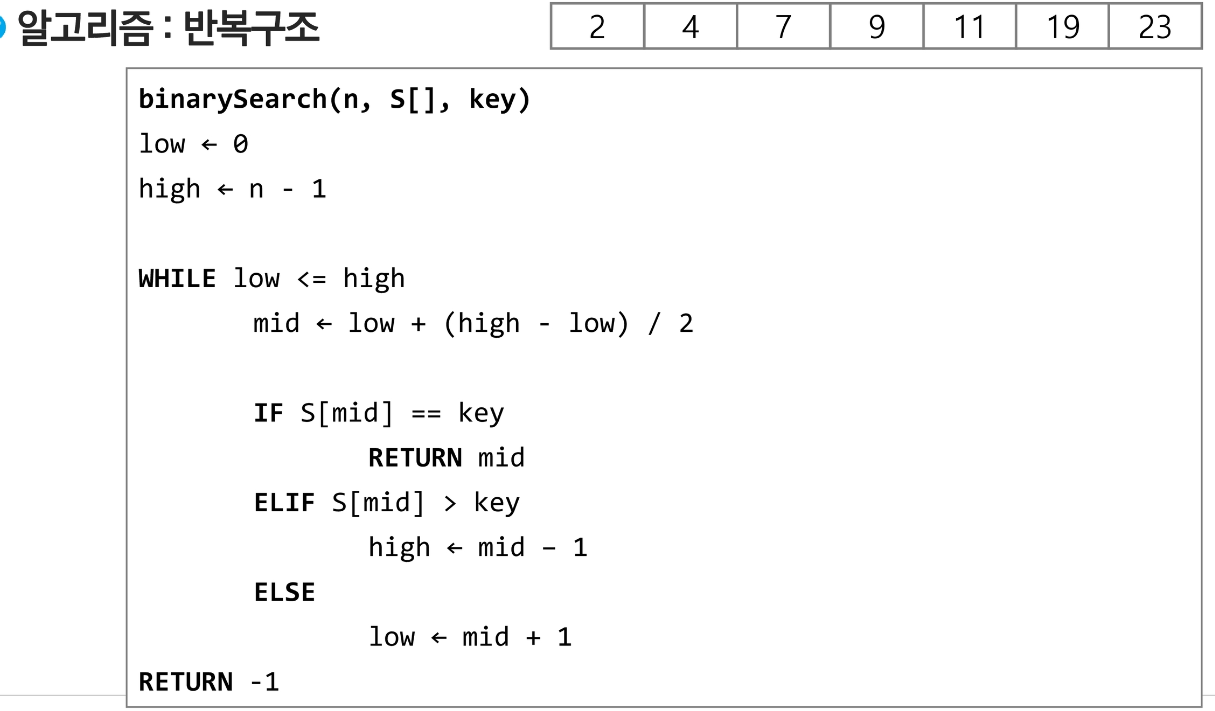 알고리즘 : 반복구조
2 4 7 9 11 19 23
binarySearch(n, S[], key)
low ← 0
high ← n - 1
WHILE low <= high
mid ← low + (high - low) / 2
IF S[mid] == key
RETURN mid
ELIF S[mid] > key
high ← mid – 1
ELSE
low ← mid + 1
RETURN -1